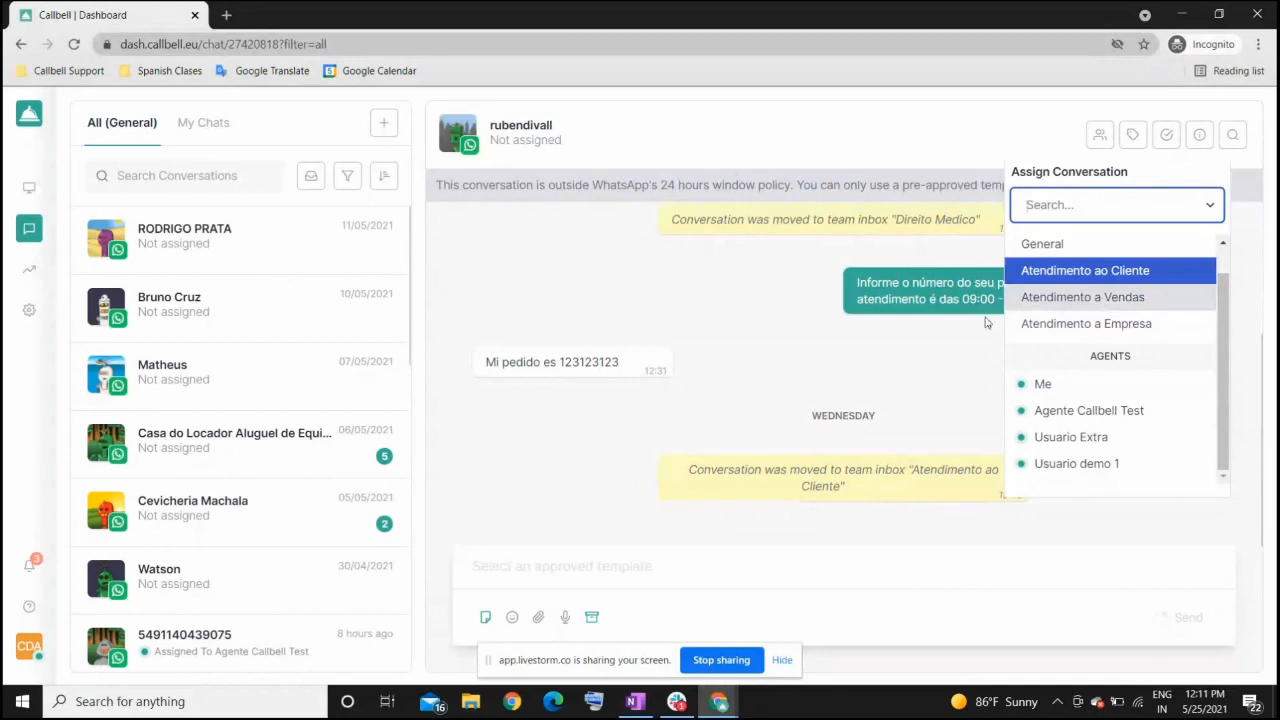 Callbell | Dashboard
dash.callbell.eu/chat/27420818?filter=all
Incognito
Callbell Support
Spanish Clases
Google Translate
Google Calendar
Reading list
All (General)
My Chats
Search Conversations
RODRIGO PRATA
11/05/2021
Not assigned
Bruno Cruz
10/05/2021
Not assigned
Matheus
07/05/2021
Not assigned
Casa do Locador Aluguel de Equi...
06/05/2021
Not assigned
5
Cevicheria Machala
05/05/2021
Not assigned
2
Watson
30/04/2021
Not assigned
5491140439075
8 hours ago
Assigned To Agente Callbell Test
3
CDA
rubendivall
Not assigned
This conversation is outside WhatsApp's 24 hours window policy. You can only use a pre-approved
Conversation was moved to team inbox "Direito Medico"
Informe o número do seu
atendimento é das 09:00 -
Mi pedido es 123123123
12:31
WEDNESDAY
Conversation was moved to team inbox "Atendimento ao
Cliente"
Select an approved template
Send
Assign Conversation
Search...
General
Atendimento ao Cliente
Atendimento a Vendas
Atendimento a Empresa
AGENTS
Me
Agente Callbell Test
Usuario Extra
Usuario demo 1
app.livestorm.co is sharing your screen.
Stop sharing
Hide
Search for anything
16
86°F Sunny
ENG
IN
12:11 PM
5/25/2021
22